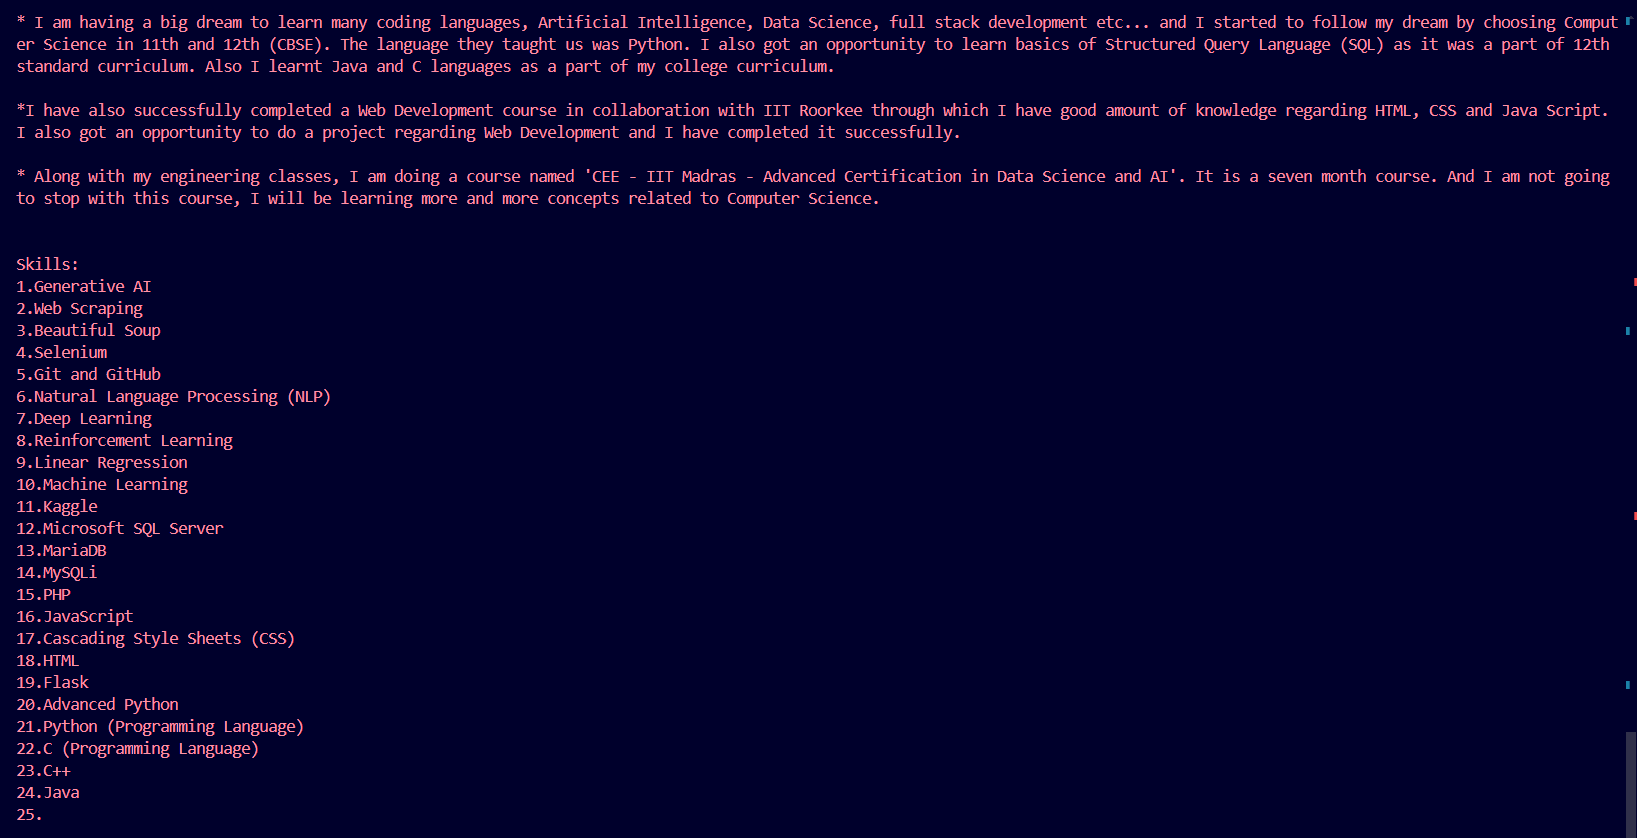 * I am having a big dream to learn many coding languages, Artificial Intelligence, Data Science, full stack development etc... and I started to follow my dream by choosing Comput
er Science in 11th and 12th (CBSE). The language they taught us was Python. I also got an opportunity to learn basics of Structured Query Language (SQL) as it was a part of 12th
standard curriculum. Also I learnt Java and C languages as a part of my college curriculum.
*I have also successfully completed a Web Development course in collaboration with IIT Roorkee through which I have good amount of knowledge regarding HTML, CSS and Java Script.
I also got an opportunity to do a project regarding Web Development and I have completed it successfully.
* Along with my engineering classes, I am doing a course named 'CEE - IIT Madras - Advanced Certification in Data Science and AI'. It is a seven month course. And I am not going
to stop with this course, I will be learning more and more concepts related to Computer Science.
Skills:
1.Generative AI
2.Web Scraping
3.Beautiful Soup
4.Selenium
5.Git and GitHub
6.Natural Language Processing (NLP)
7.Deep Learning
8.Reinforcement Learning
9.Linear Regression
10.Machine Learning
11.Kaggle
12.Microsoft SQL Server
13.MariaDB
14.MySQLi
15.PHP
16.JavaScript
17.Cascading Style Sheets (CSS)
18.HTML
19.Flask
20.Advanced Python
21.Python (Programming Language)
22.C (Programming Language)
23.C++
24.Java
25.